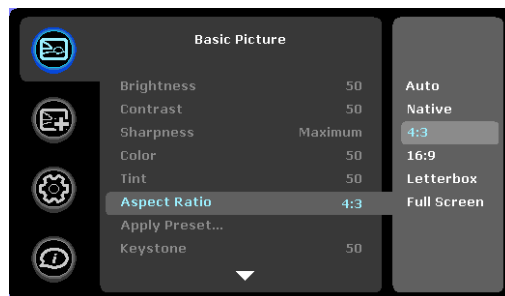 Basic Picture
Brightness 50
Contrast 50
Sharpness Maximum
Color 50
Tint 50
Aspect Ratio 4:3
Apply Preset...
Keystone 50
Auto
Native
4:3
16:9
Letterbox
Full Screen